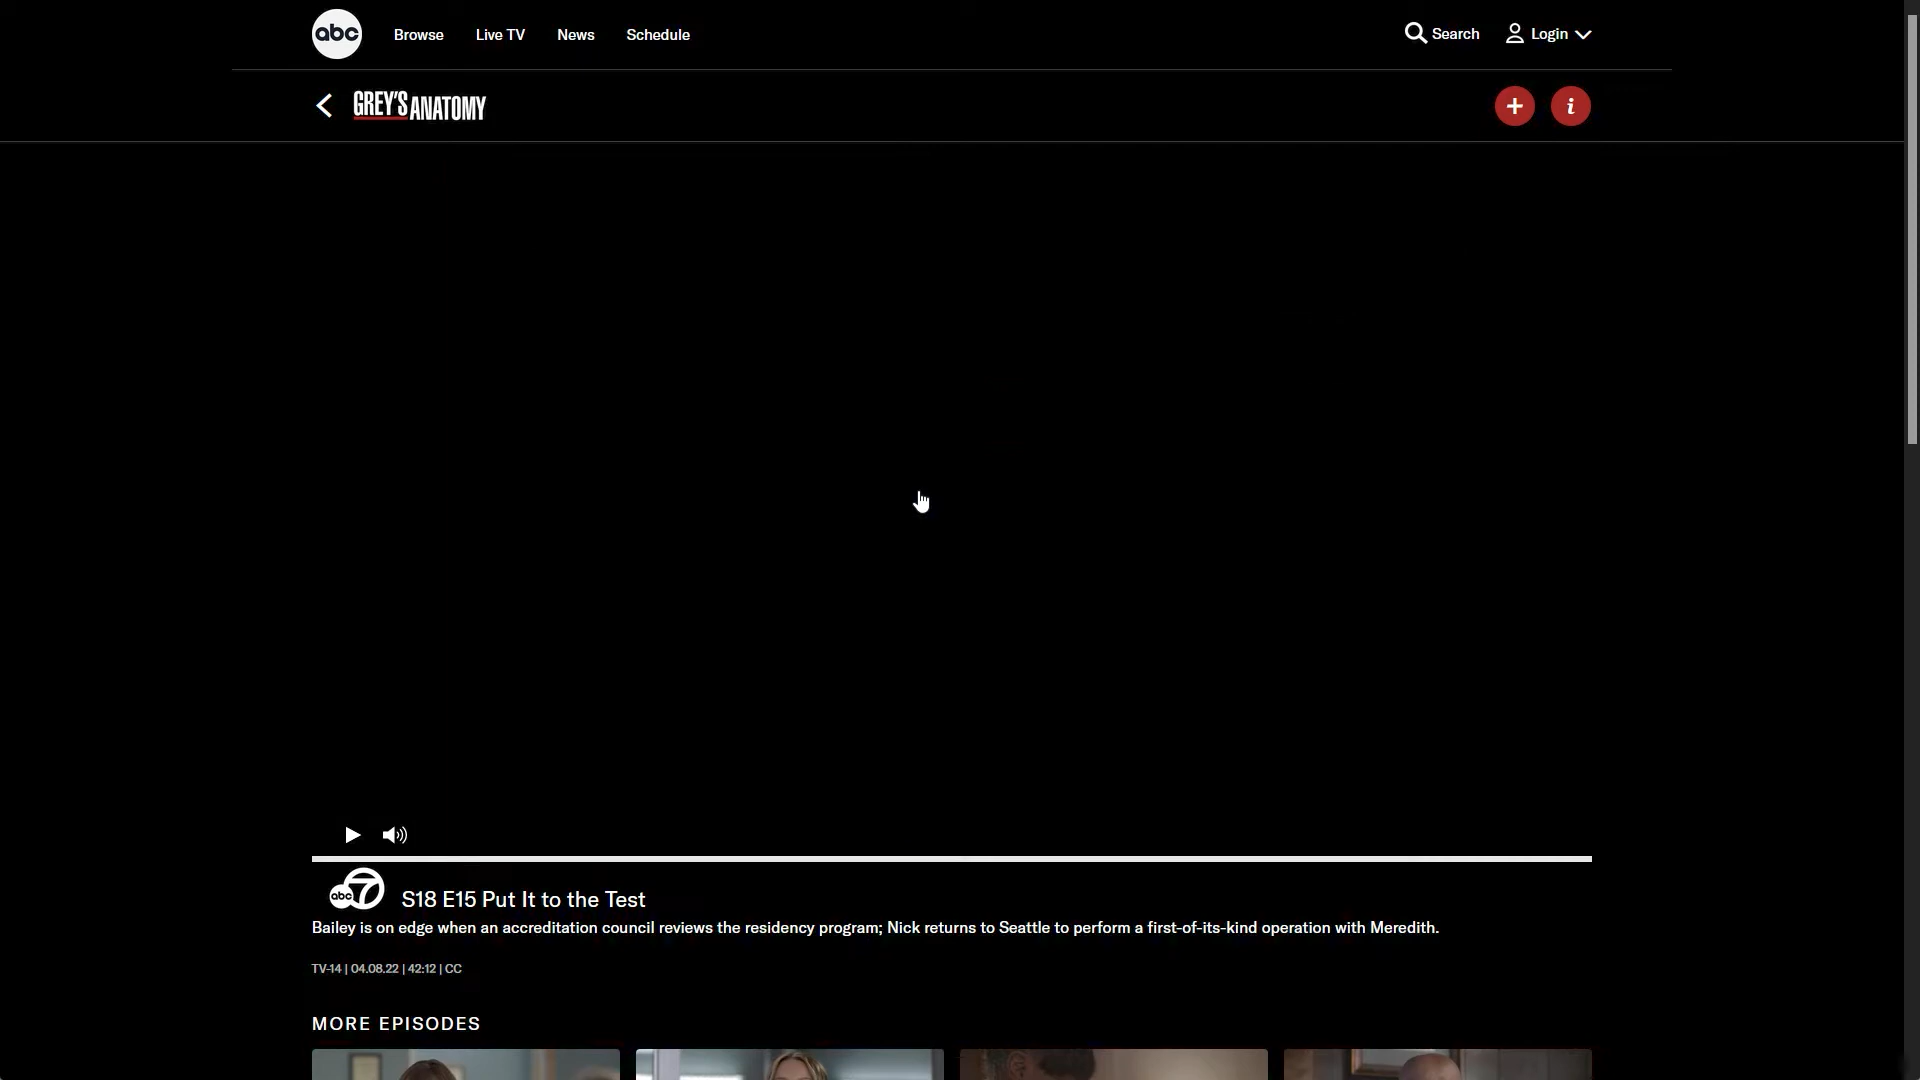 abc Browse Live TV News Schedule Search Login
GREY'S ANATOMY
abc 7 S18 E15 Put It to the Test
Bailey is on edge when an accreditation council reviews the residency program; Nick returns to Seattle to perform a first-of-its-kind operation with Meredith.
TV-14 | 04.08.22 | 42:12 | CC
MORE EPISODES